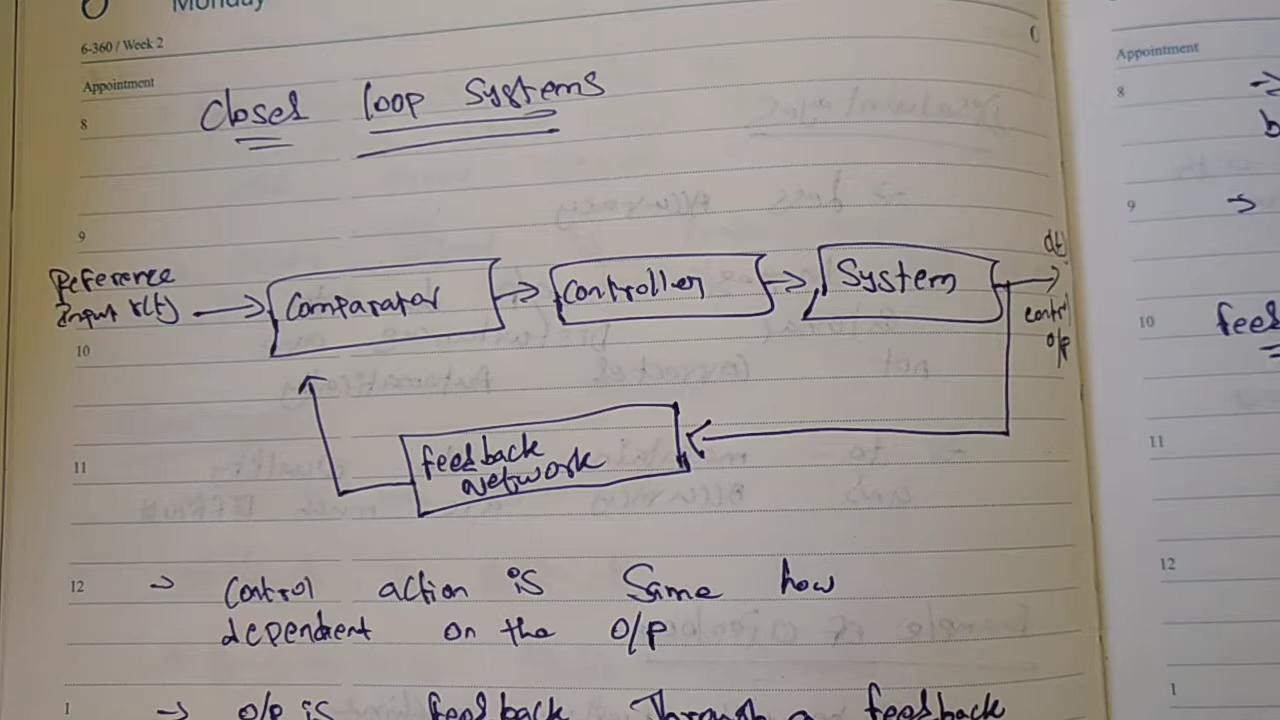 Monday
6-360 / Week 2
Appointment
8
Closed loop systems
9
Reference
Input r(t)
Comparator
Controller
System
control
o/p
10
feedback
network
11
12
→ control action is Same how
dependent on the o/p
1
→ o/p is feedback Through a feedback
Appointment
8
9
→
10
feed
11
12
1